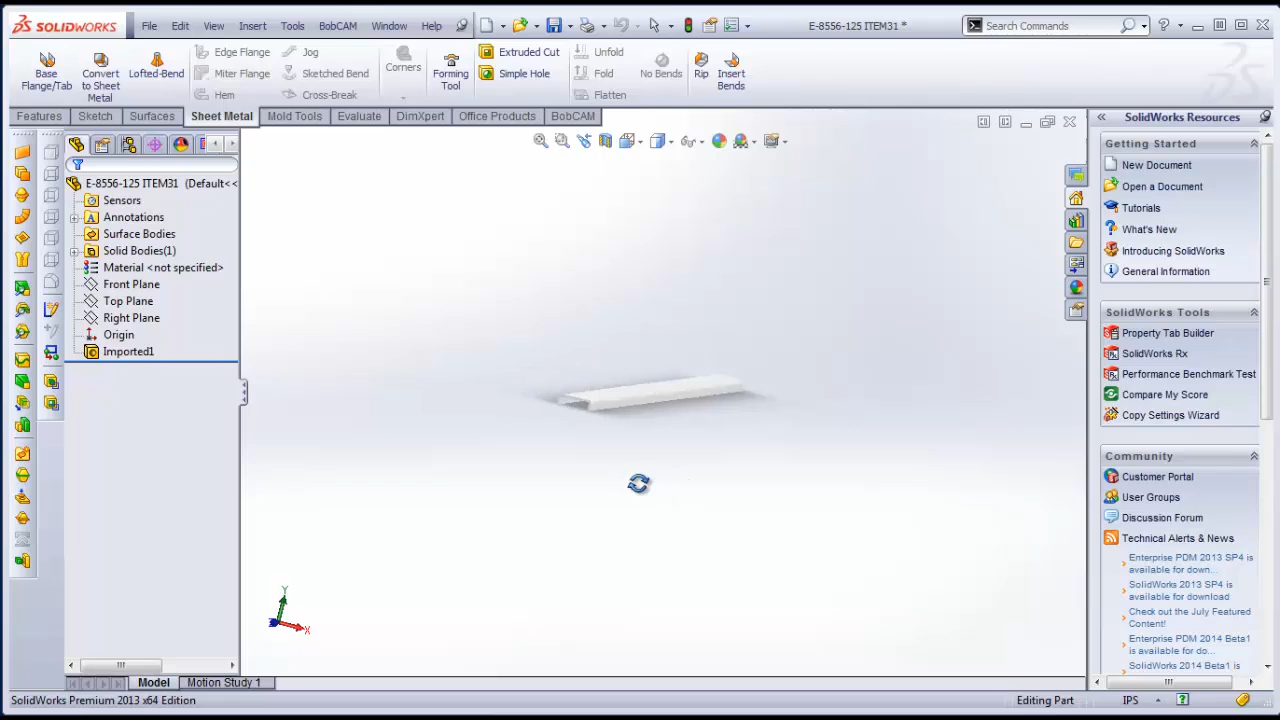 SOLIDWORKS File Edit View Insert Tools BobCAM Window Help E-8556-125 ITEM31 * Search Commands
Base Flange/Tab
Convert to Sheet Metal
Lofted-Bend
Edge Flange
Miter Flange
Hem
Jog
Sketched Bend
Cross-Break
Corners
Forming Tool
Extruded Cut
Simple Hole
Unfold
Fold
Flatten
No Bends
Rip
Insert Bends
Features Sketch Surfaces Sheet Metal Mold Tools Evaluate DimXpert Office Products BobCAM
E-8556-125 ITEM31 (Default<<
Sensors
Annotations
Surface Bodies
Solid Bodies(1)
Material <not specified>
Front Plane
Top Plane
Right Plane
Origin
Imported1
Y
X
SolidWorks Resources
Getting Started
New Document
Open a Document
Tutorials
What's New
Introducing SolidWorks
General Information
SolidWorks Tools
Property Tab Builder
SolidWorks Rx
Performance Benchmark Test
Compare My Score
Copy Settings Wizard
Community
Customer Portal
User Groups
Discussion Forum
Technical Alerts & News
Enterprise PDM 2013 SP4 is
available for down...
SolidWorks 2013 SP4 is
available for download
Check out the July Featured
Content!
Enterprise PDM 2014 Beta1
is available for do...
SolidWorks 2014 Beta1 is
Model Motion Study 1
SolidWorks Premium 2013 x64 Edition Editing Part IPS